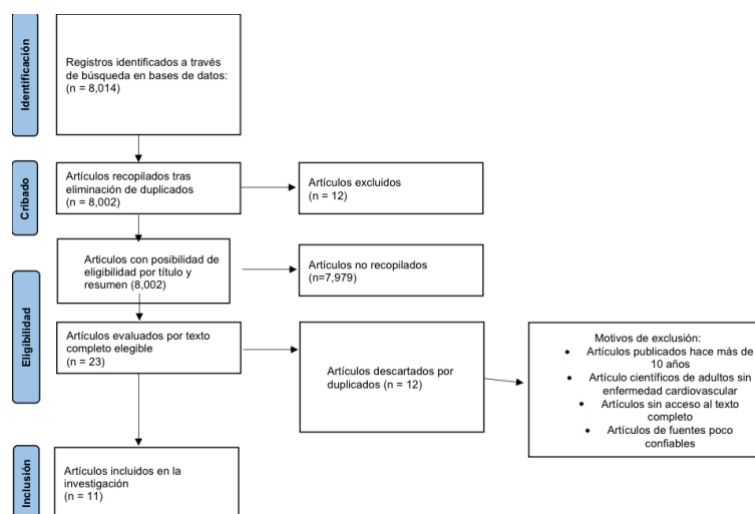 Identificación
Registros identificados a través
de búsqueda en bases de datos:
(n = 8,014)
Cribado
Artículos recopilados tras
eliminación de duplicados
(n = 8,002)
Artículos excluidos
(n = 12)
Eligibilidad
Artículos con posibilidad de
eligibilidad por título y
resumen (8,002)
Artículos no recopilados
(n=7,979)
Artículos evaluados por texto
completo elegible
(n = 23)
Artículos descartados por
duplicados (n = 12)
Motivos de exclusión:
• Artículos publicados hace más de
10 años
• Artículo científicos de adultos sin
enfermedad cardiovascular
• Artículos sin acceso al texto
completo
• Artículos de fuentes poco
confiables
Inclusión
Artículos incluidos en la
investigación
(n = 11)